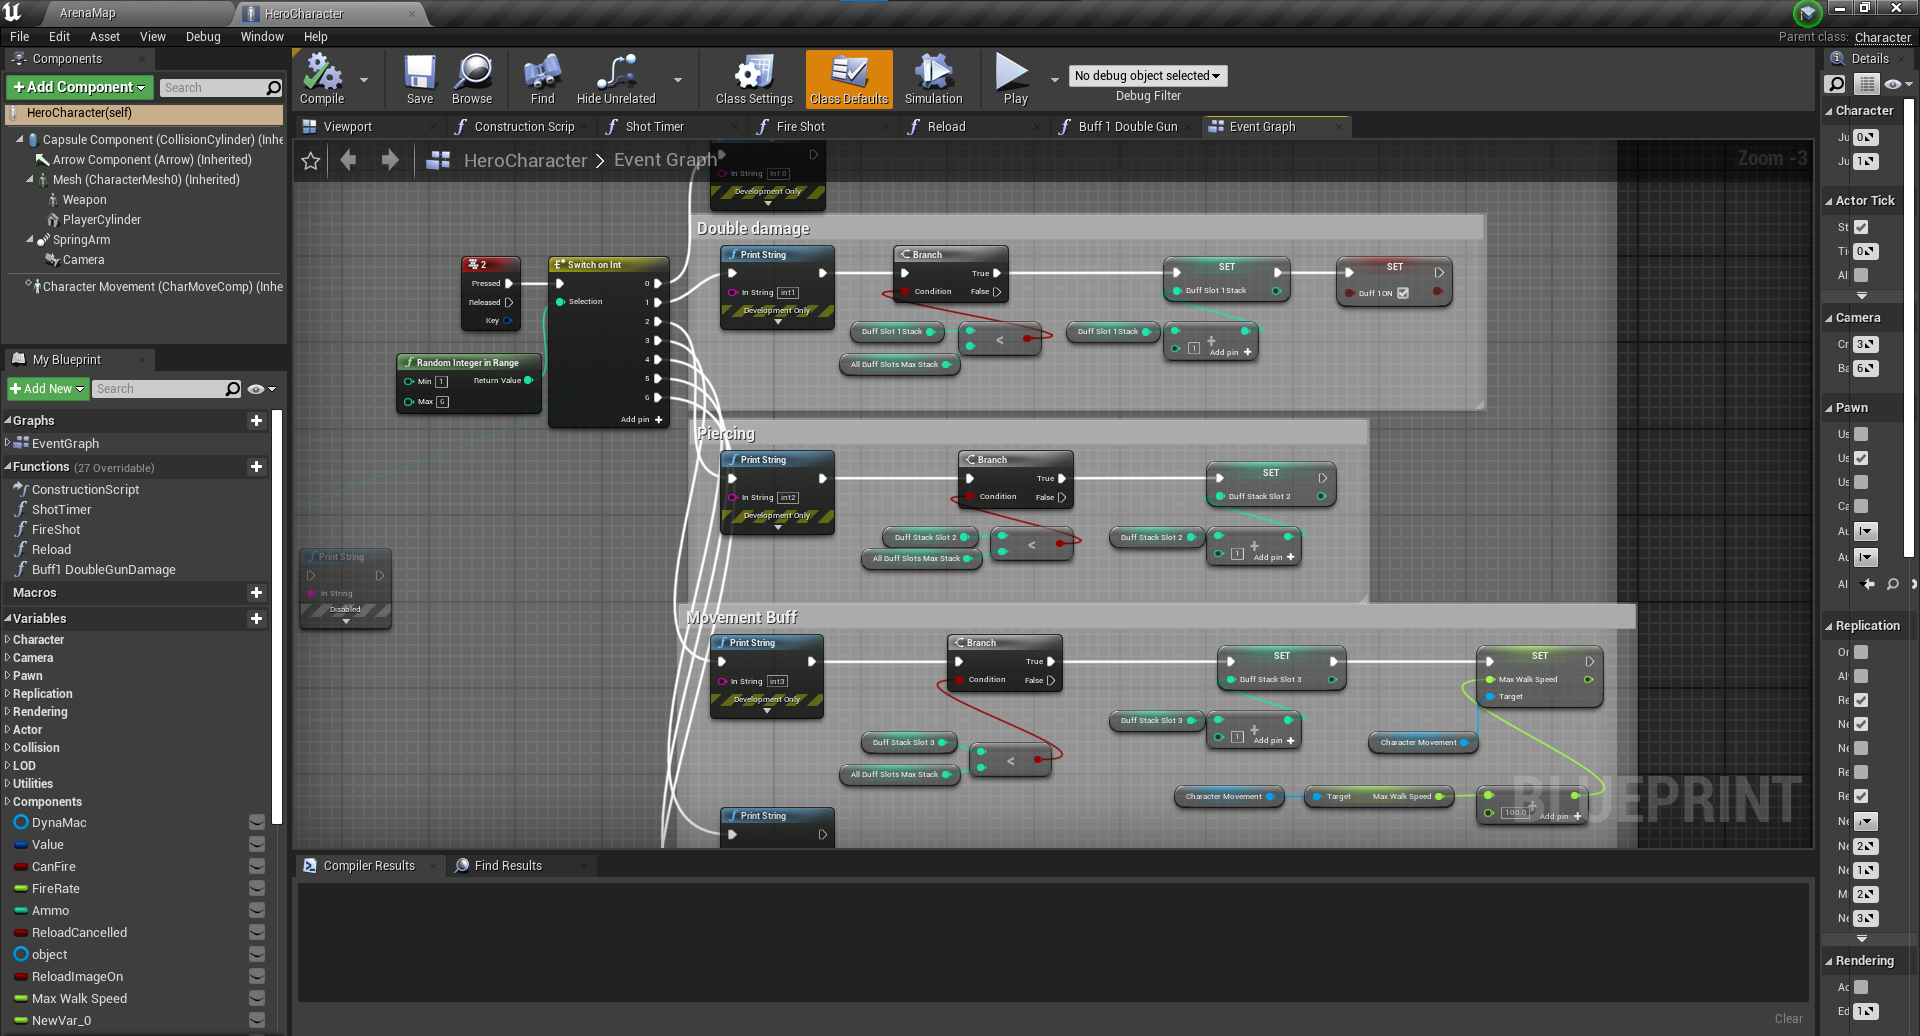 ArenaMap
HeroCharacter
File Edit Asset View Debug Window Help
Parent class: Character
Components
+ Add Component
Search
HeroCharacter(self)
Capsule Component (CollisionCylinder) (Inhe
Arrow Component (Arrow) (Inherited)
Mesh (CharacterMesh0) (Inherited)
Weapon
PlayerCylinder
SpringArm
Camera
Character Movement (CharMoveComp) (Inhe
My Blueprint
+ Add New
Search
Graphs
EventGraph
Functions (27 Overridable)
ConstructionScript
ShotTimer
FireShot
Reload
Buff1 DoubleGunDamage
Macros
Variables
Character
Camera
Pawn
Replication
Rendering
Actor
Collision
LOD
Utilities
Components
DynaMac
Value
CanFire
FireRate
Ammo
ReloadCancelled
object
ReloadImageOn
Max Walk Speed
NewVar_0
Compile
Save
Browse
Find
Hide Unrelated
Class Settings
Class Defaults
Simulation
Play
No debug object selected
Debug Filter
Viewport
Construction Scrip
Shot Timer
Fire Shot
Reload
Buff 1 Double Gun
Event Graph
HeroCharacter > Event Graph
Zoom -3
In String int 0
Development Only
Double damage
2
Pressed
Released
Key
Switch on Int
Selection
0
1
2
3
4
5
6
Add pin +
Random Integer in Range
Min 1
Return Value
Max 6
Print String
In String
Disabled
Print String
In String int1
Development Only
Branch
True
Condition
False
SET
Buff Slot 1Stack
SET
Buff 1ON
Buff Slot 1Stack
All Buff Slots Max Stack
<
Buff Slot 1Stack
+
1
Add pin +
Piercing
Print String
In String int2
Development Only
Branch
True
Condition
False
SET
Buff Stack Slot 2
Buff Stack Slot 2
All Buff Slots Max Stack
<
Buff Stack Slot 2
+
1
Add pin +
Movement Buff
Print String
In String int3
Development Only
Branch
True
Condition
False
SET
Buff Stack Slot 3
SET
Max Walk Speed
Target
Buff Stack Slot 3
+
1
Add pin +
Buff Stack Slot 3
All Buff Slots Max Stack
<
Character Movement
Character Movement
Target Max Walk Speed
100.0
+
Add pin +
Print String
BLUEPRINT
Compiler Results
Find Results
Clear
Details
Character
Ju 0
Ju 1
Actor Tick
St
Tic 0
All
Camera
Cr 3
Ba 6
Pawn
Us
Us
Us
Ca
Au
Au
AI
Replication
On
Al
Re
Ne
Ne
Re
Re
Ne
Ne 2
Ne 1
M 2
Ne 3
Rendering
Ac
Ed 1